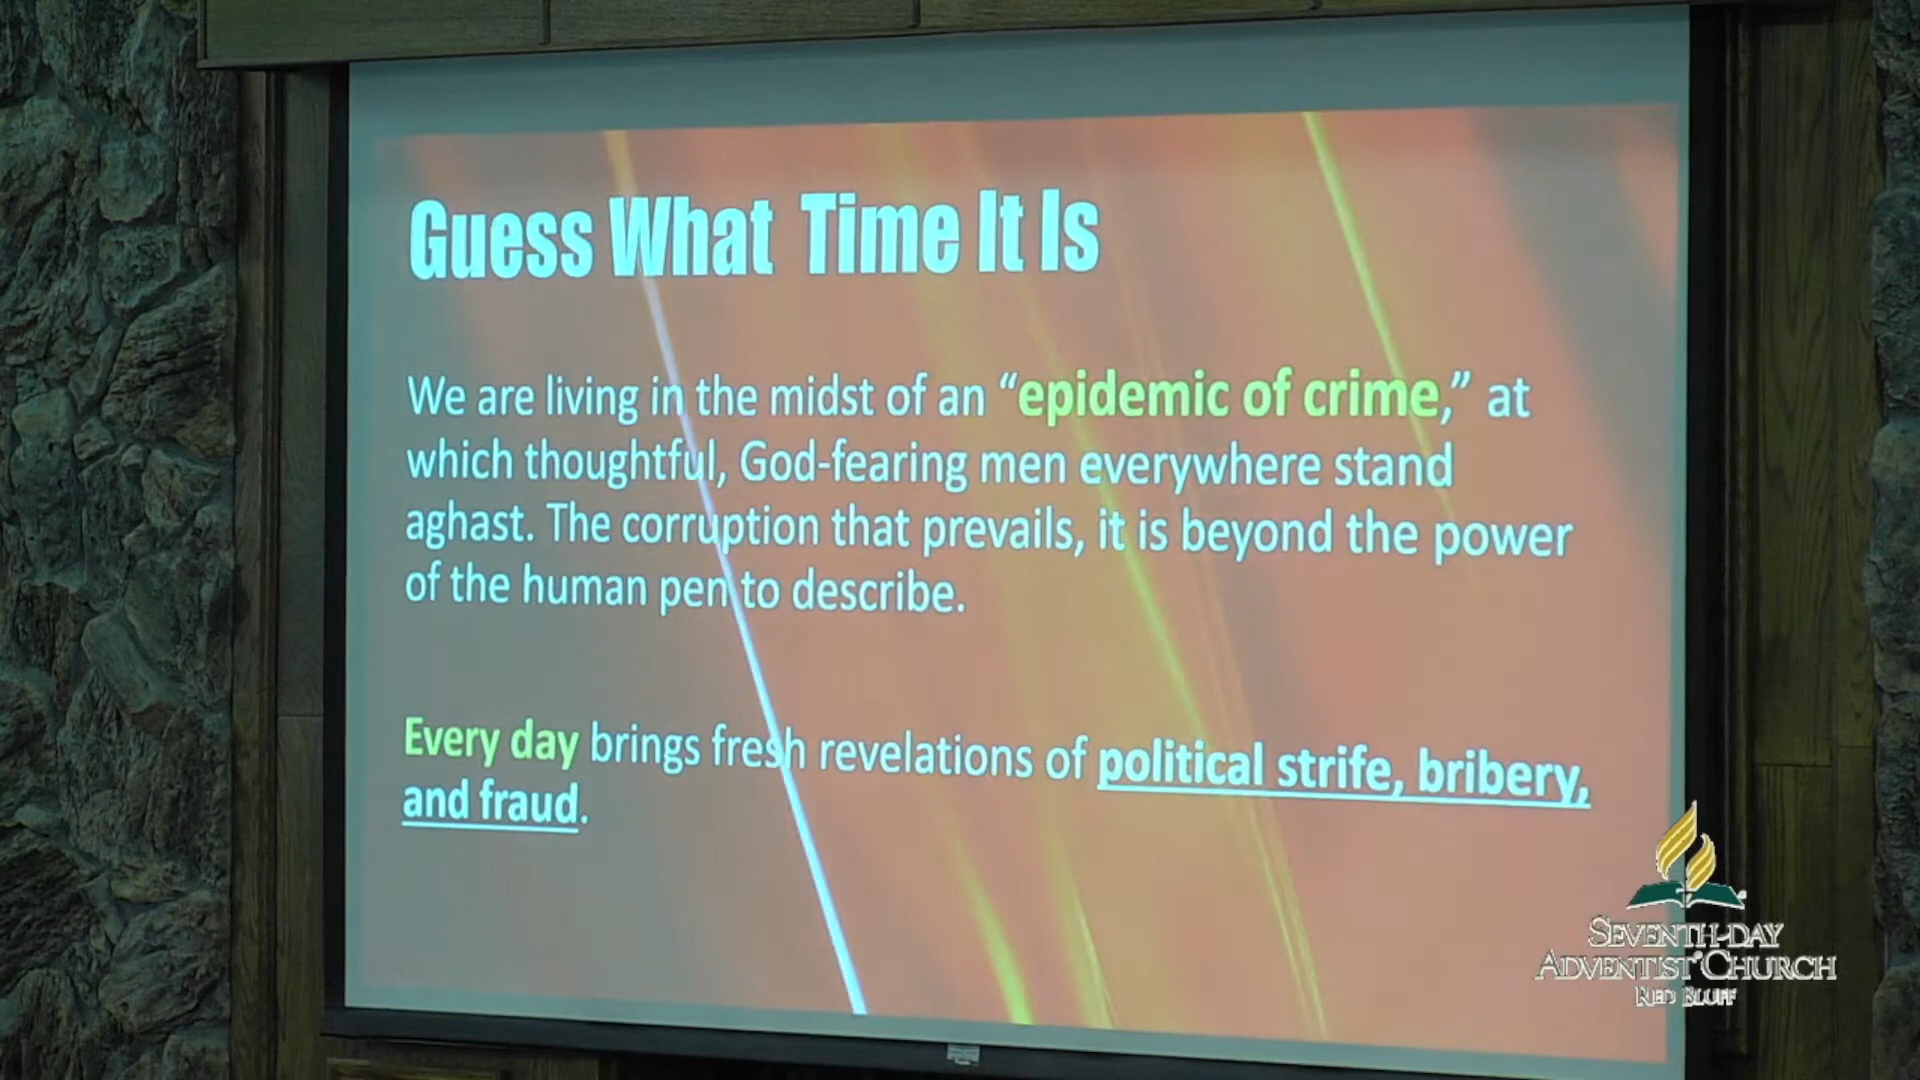 Guess What Time It Is
We are living in the midst of an “epidemic of crime,” at
which thoughtful, God-fearing men everywhere stand
aghast. The corruption that prevails, it is beyond the power
of the human pen to describe.
Every day brings fresh revelations of political strife, bribery,
and fraud.
SEVENTH-DAY
ADVENTIST CHURCH
RED BLUFF